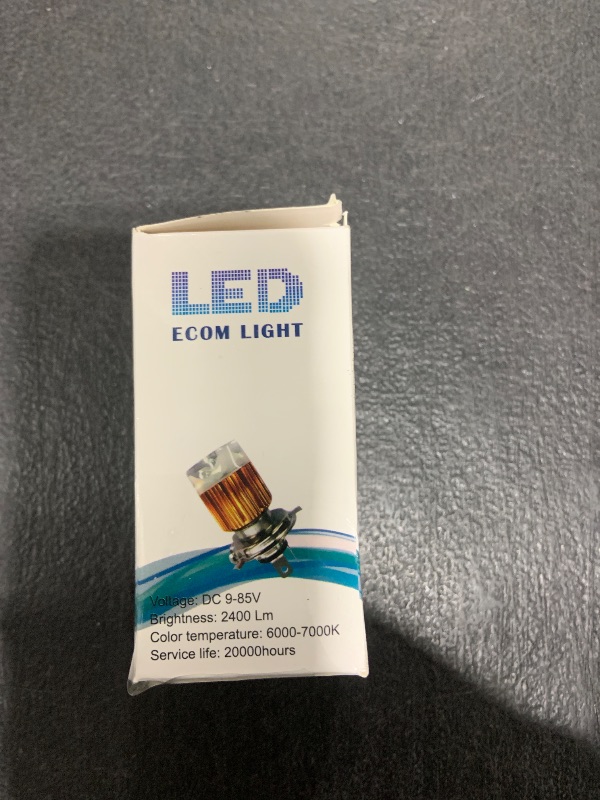 LED
ECOM LIGHT
Voltage: DC 9-85V
Brightness: 2400 Lm
Color temperature: 6000-7000K
Service life: 20000hours